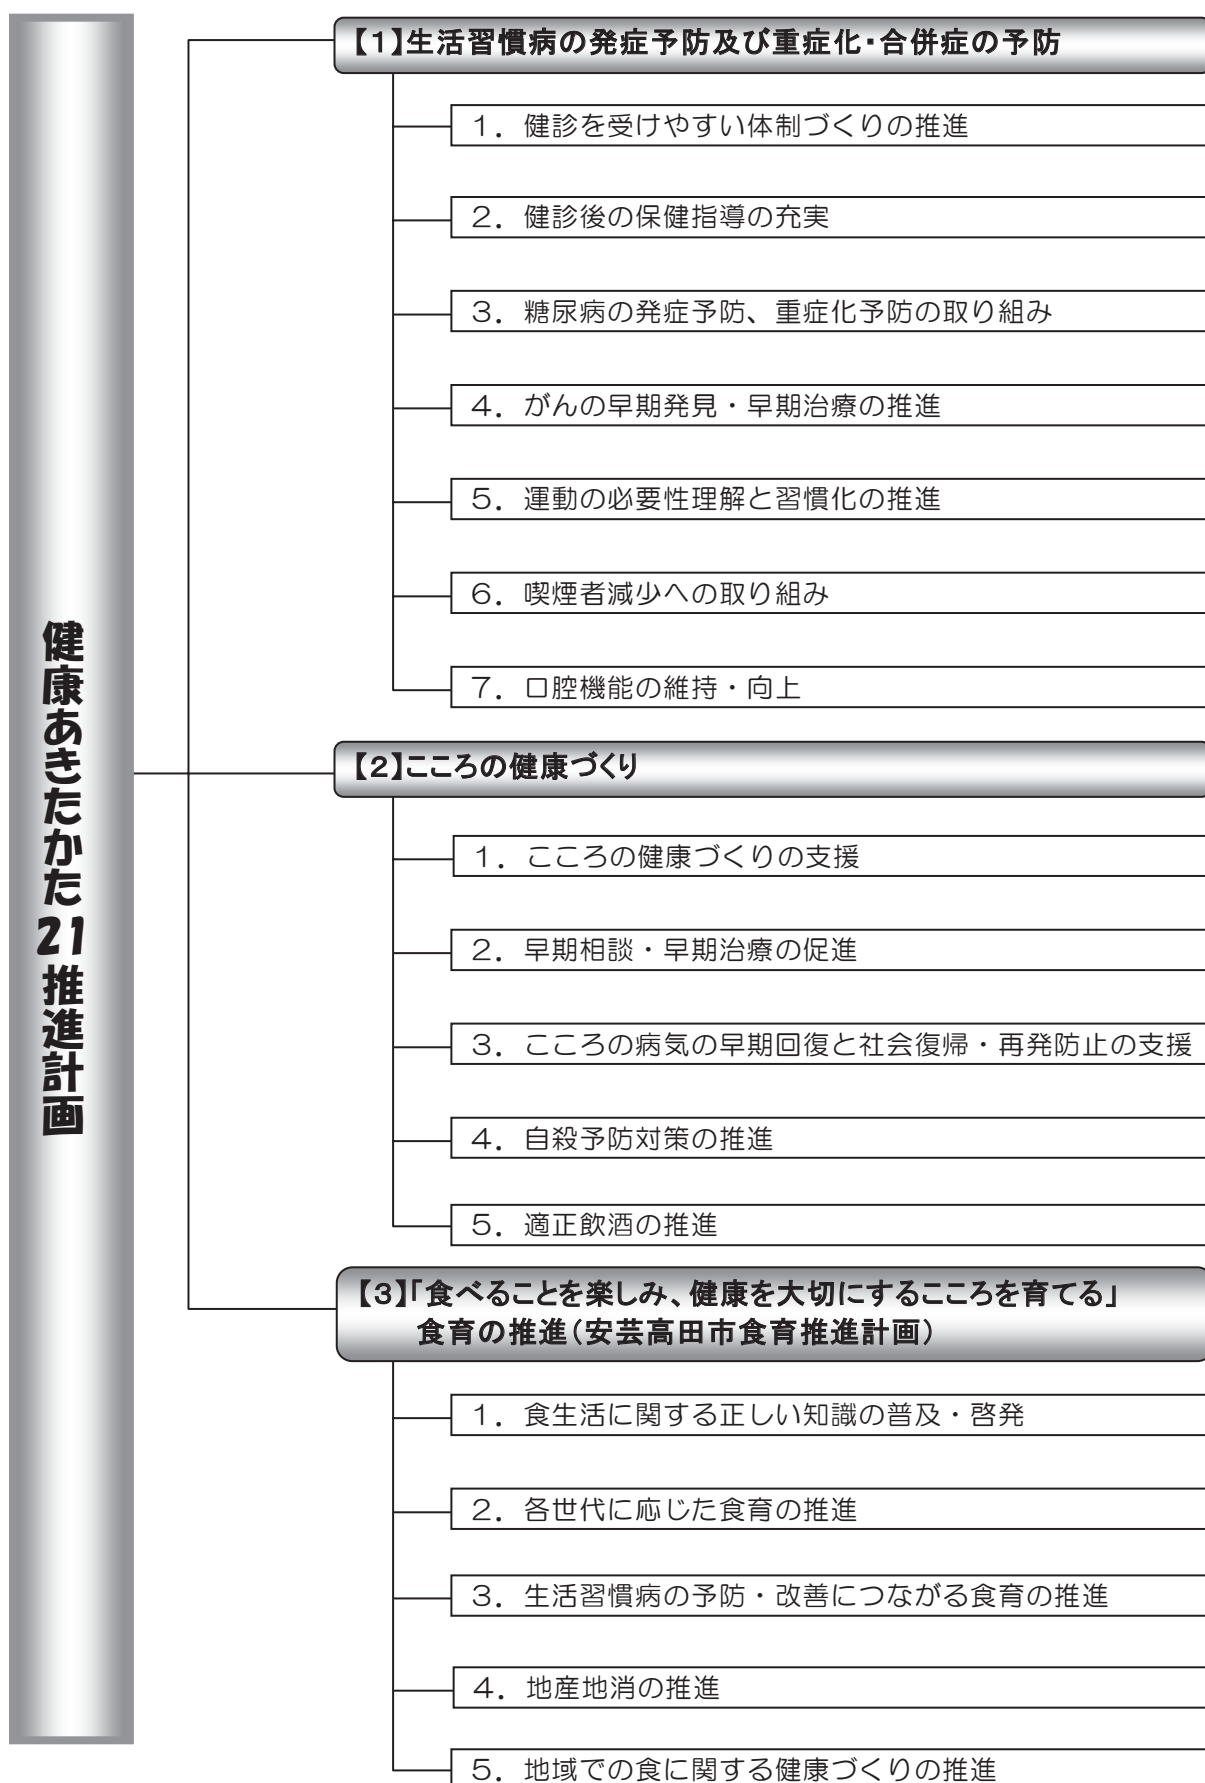 健康あきたかた21推進計画
【1】生活習慣病の発症予防及び重症化・合併症の予防
1．健診を受けやすい体制づくりの推進
2．健診後の保健指導の充実
3．糖尿病の発症予防、重症化予防の取り組み
4．がんの早期発見・早期治療の推進
5．運動の必要性理解と習慣化の推進
6．喫煙者減少への取り組み
7．口腔機能の維持・向上
【2】こころの健康づくり
1．こころの健康づくりの支援
2．早期相談・早期治療の促進
3．こころの病気の早期回復と社会復帰・再発防止の支援
4．自殺予防対策の推進
5．適正飲酒の推進
【3】「食べることを楽しみ、健康を大切にするこころを育てる」
食育の推進（安芸高田市食育推進計画）
1．食生活に関する正しい知識の普及・啓発
2．各世代に応じた食育の推進
3．生活習慣病の予防・改善につながる食育の推進
4．地産地消の推進
5．地域での食に関する健康づくりの推進